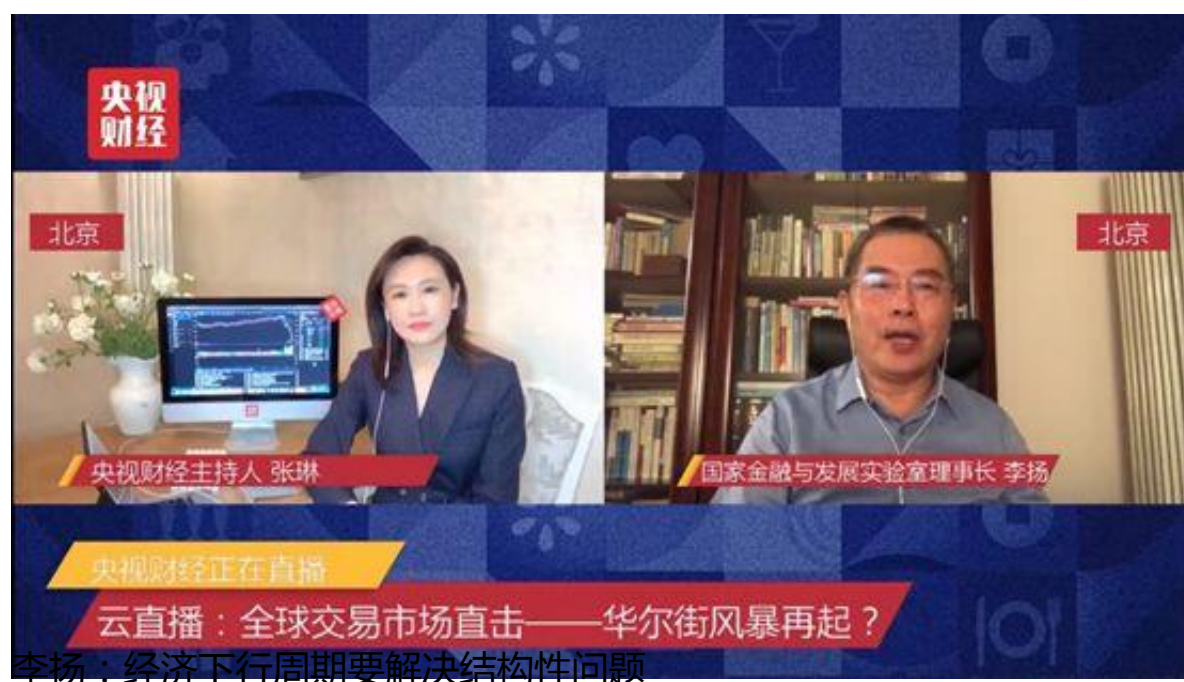 央视
财经
北京
北京
央视财经主持人 张琳
国家金融与发展实验室理事长 李扬
央视财经正在直播
云直播：全球交易市场直击——华尔街风暴再起？
李扬：经济下行周期要解决结构性问题